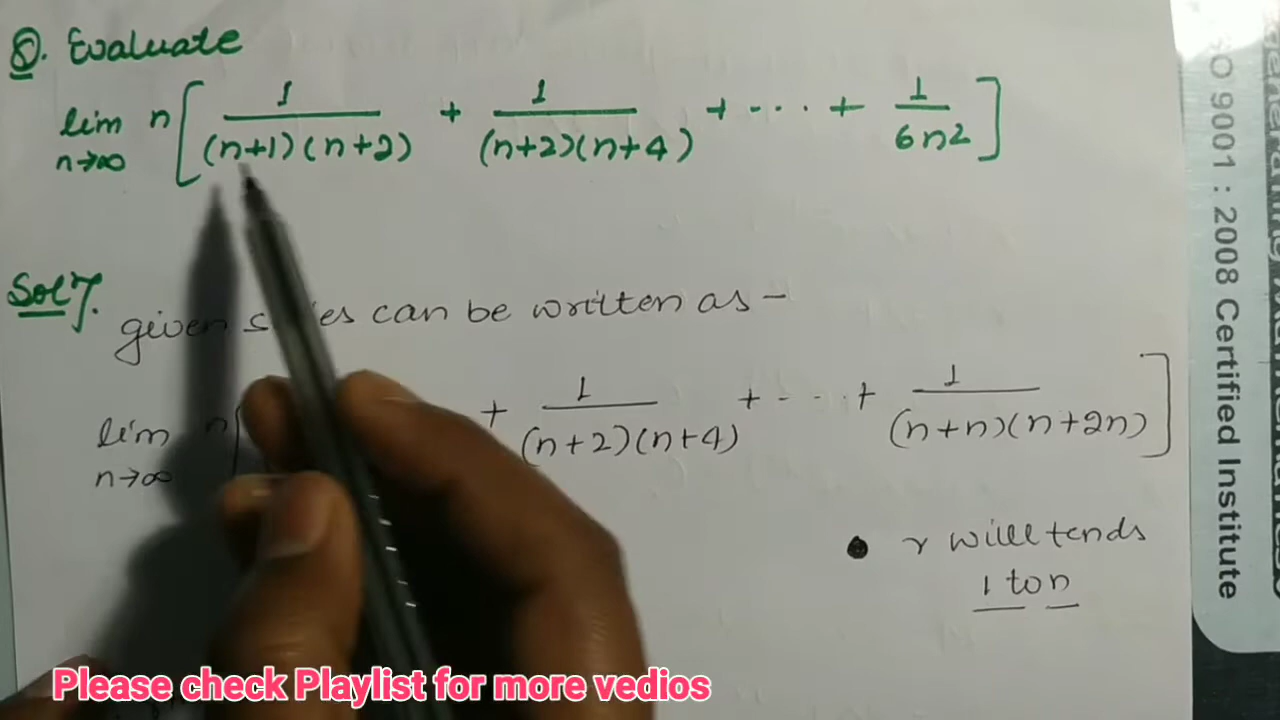 Q. Evaluate
lim n→∞ n[ 1/(n+1)(n+2) + 1/(n+2)(n+4) + ... + 1/6n2 ]
Sol7.
given es can be written as -
lim n→∞ n[ + 1/(n+2)(n+4) + - .. + 1/(n+n)(n+2n) ]
• r will tends
1 to n
Please check Playlist for more vedios
9001 : 2008 Certified Institute